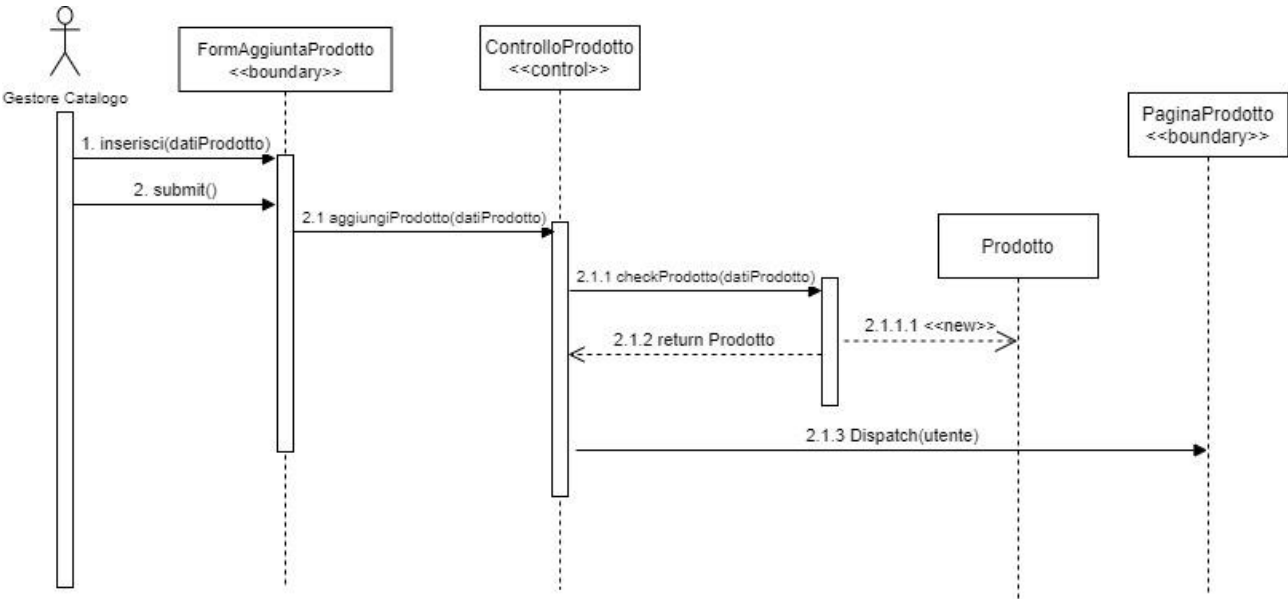 Gestore Catalogo
FormAggiuntaProdotto
<<boundary>>
ControlloProdotto
<<control>>
PaginaProdotto
<<boundary>>
1. inserisci(datiProdotto)
2. submit()
2.1 aggiungiProdotto(datiProdotto)
Prodotto
2.1.1 checkProdotto(datiProdotto)
2.1.1.1 <<new>>
2.1.2 return Prodotto
2.1.3 Dispatch(utente)